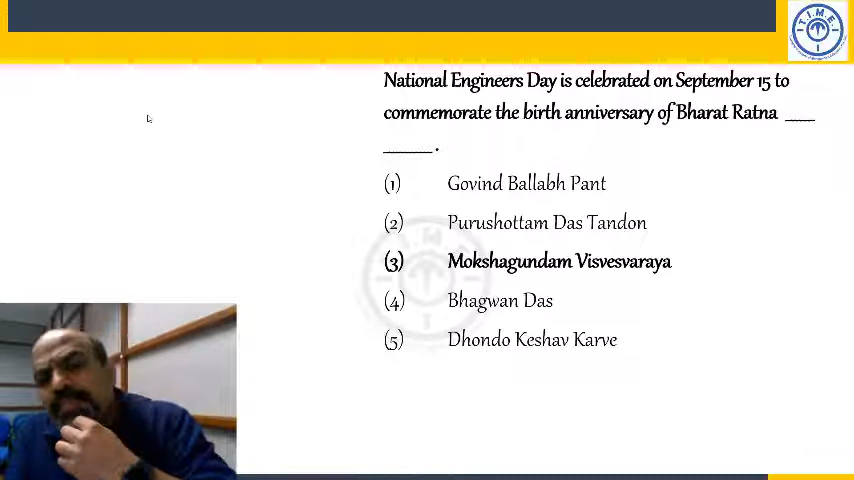 T.I.M.E.
National Engineers Day is celebrated on September 15 to
commemorate the birth anniversary of Bharat Ratna ____
______ .
(1) Govind Ballabh Pant
(2) Purushottam Das Tandon
(3) Mokshagundam Visvesvaraya
(4) Bhagwan Das
(5) Dhondo Keshav Karve